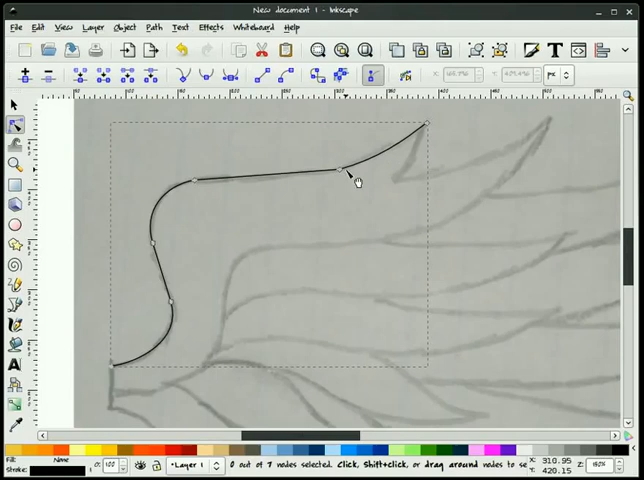 New document 1 - Inkscape
File Edit View Layer Object Path Text Effects Whiteboard Help
X: Y: px
Fill: None
Stroke: O: 100 *Layer 1 0 out of 7 nodes selected. Click, Shift+click, or drag around nodes to se X: 310.95 Z:
Y: 420.15